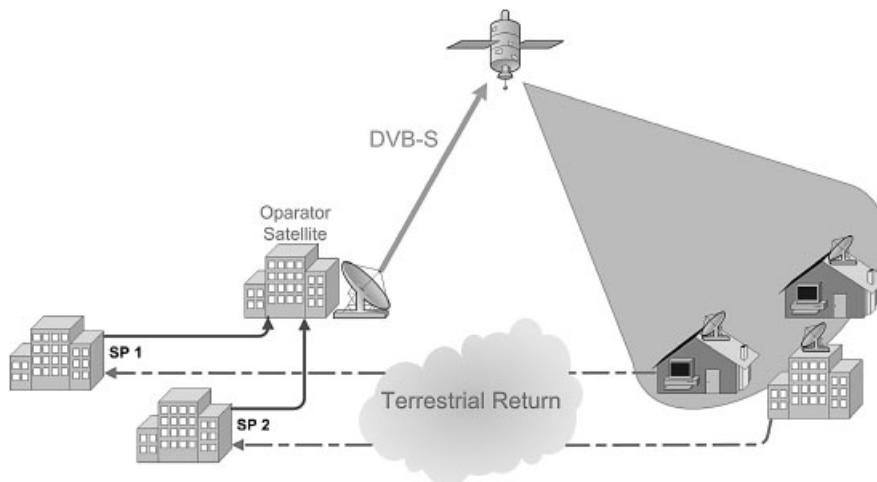 DVB-S
Oparator
Satellite
SP 1
SP 2
Terrestrial Return